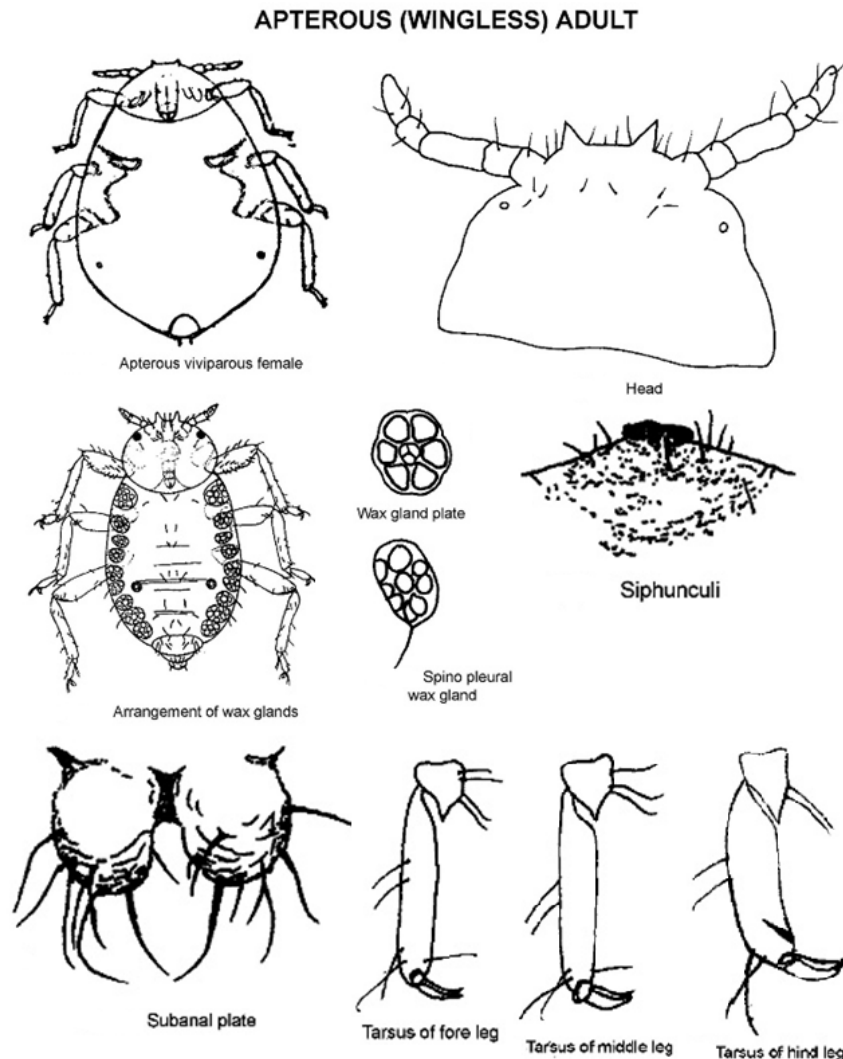 APTEROUS (WINGLESS) ADULT
Apterous viviparous female
Head
Wax gland plate
Siphunculi
Spino pleural
wax gland
Arrangement of wax glands
Subanal plate
Tarsus of fore leg
Tarsus of middle leg
Tarsus of hind leg